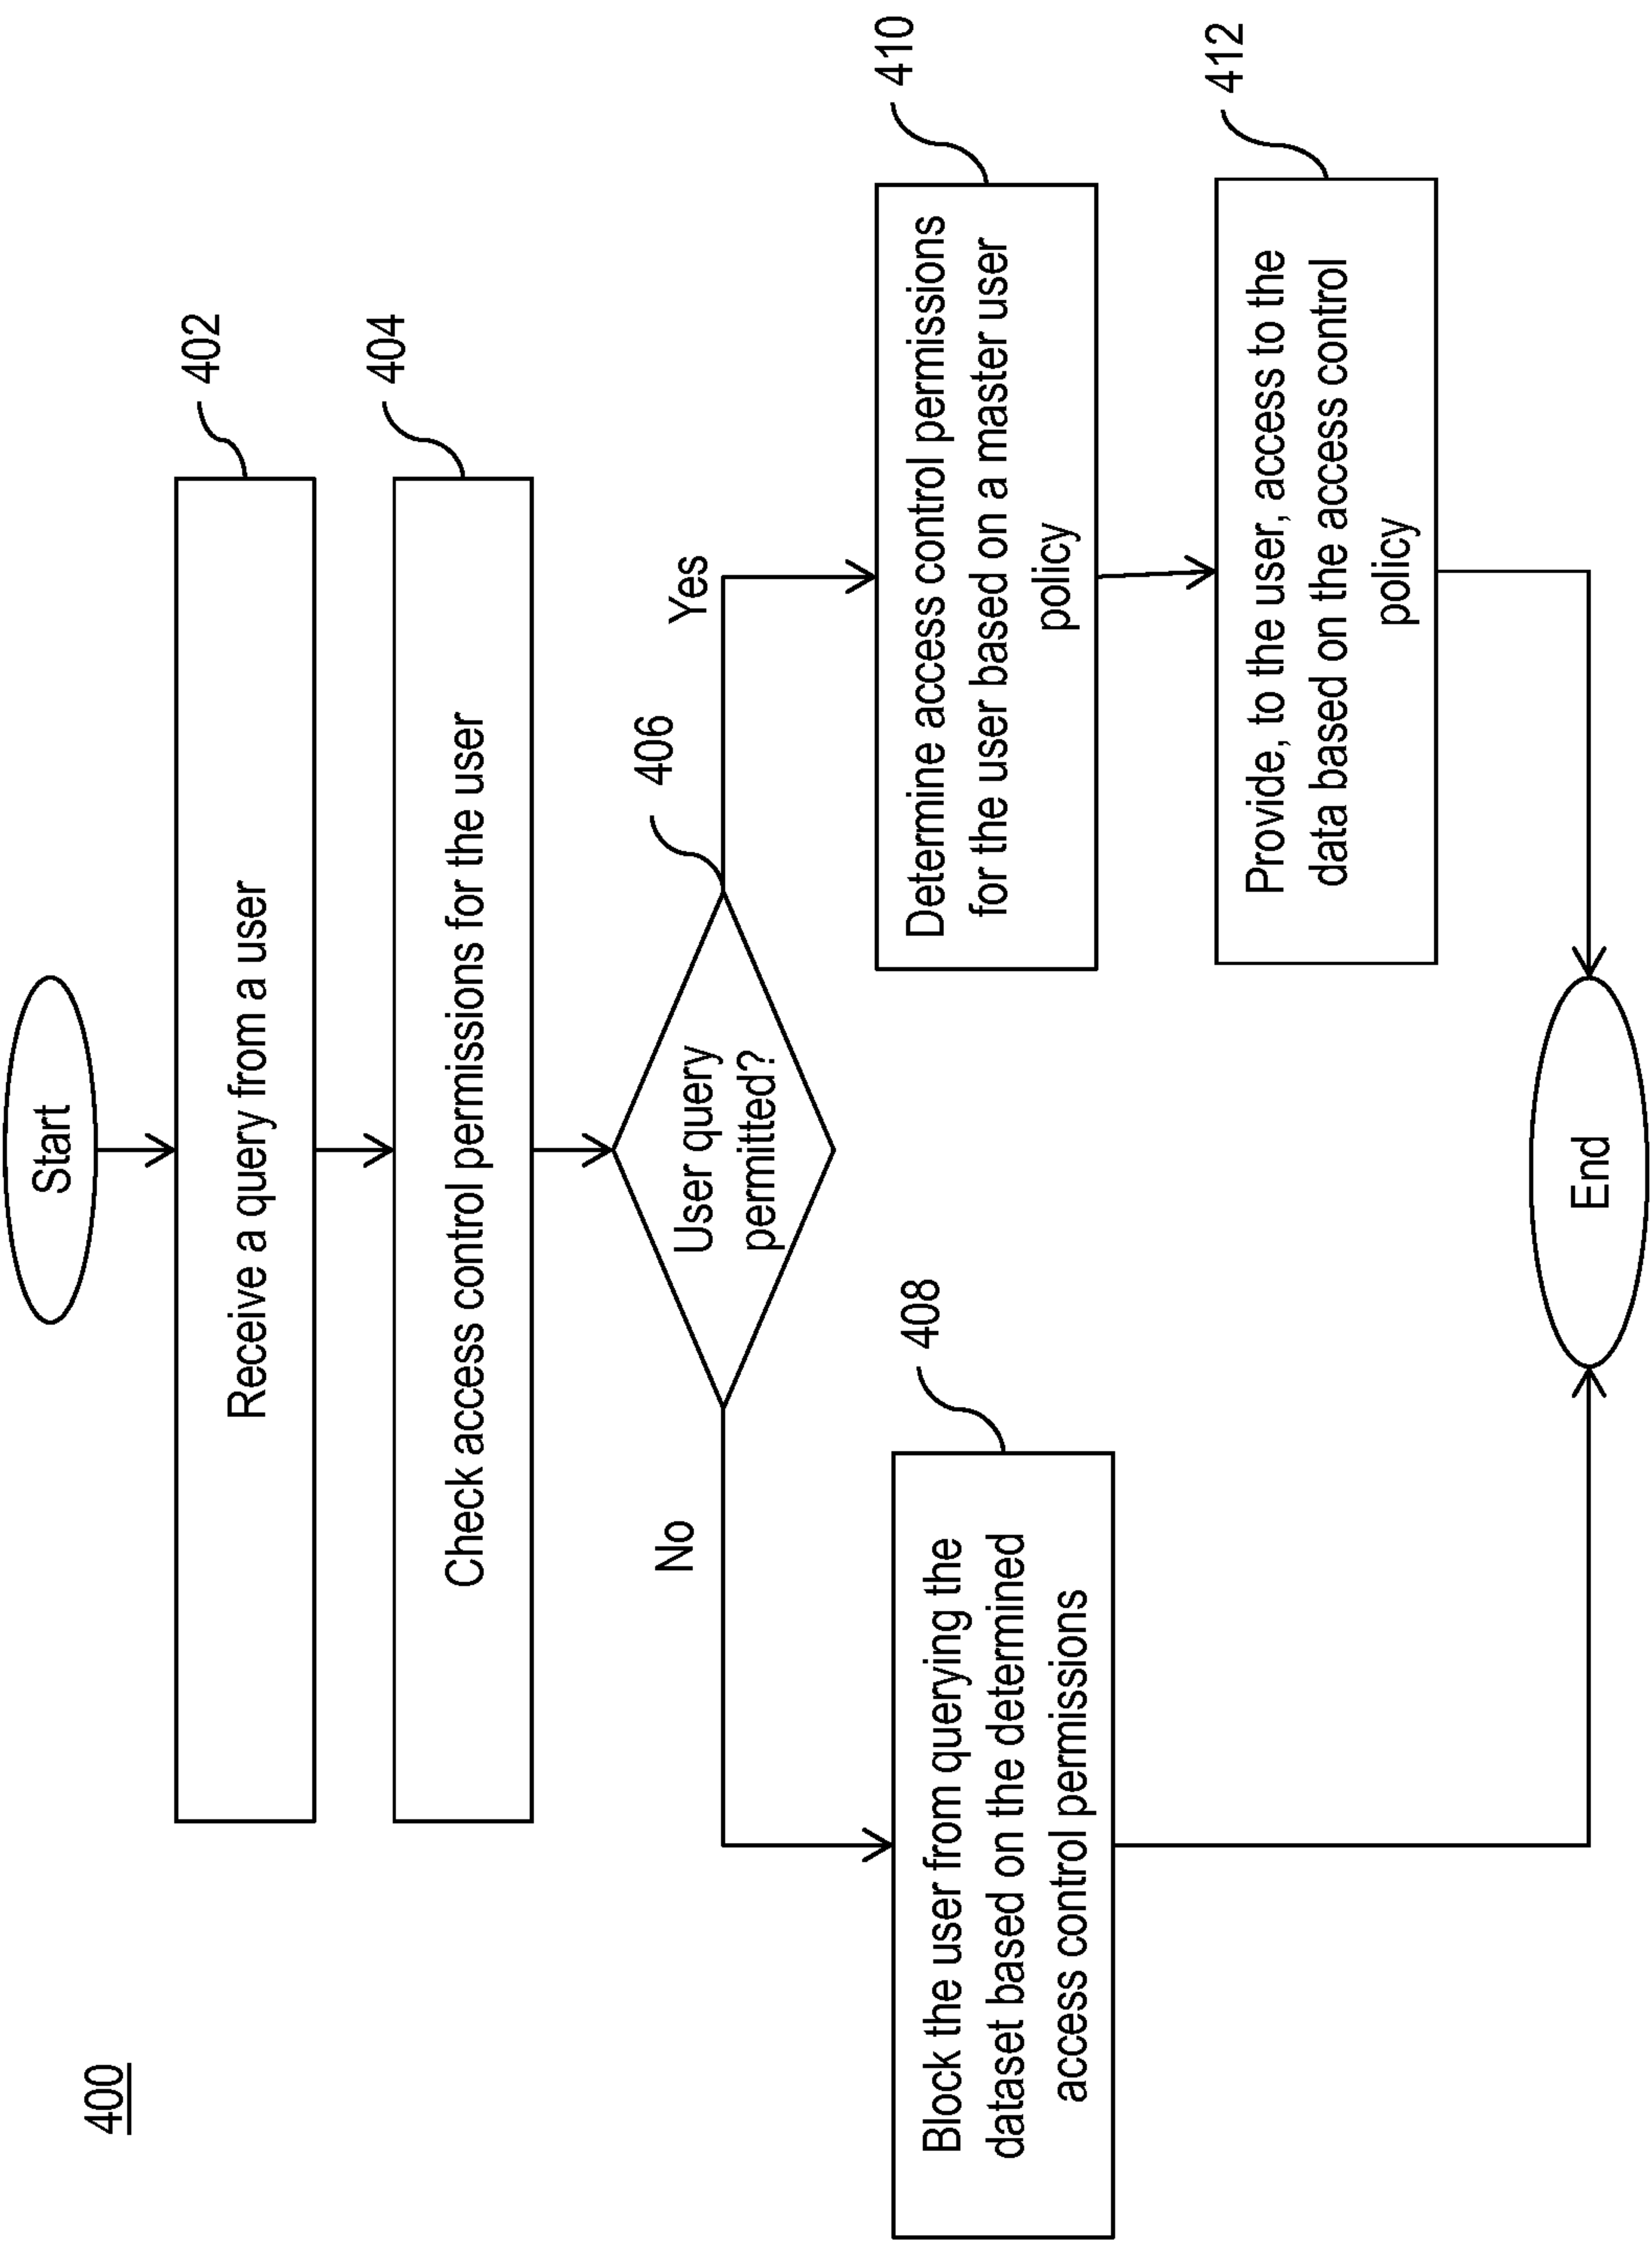 400
Start
Receive a query from a user
402
Check access control permissions for the user
404
User query
permitted?
406
No
Yes
Block the user from querying the
dataset based on the determined
access control permissions
408
Determine access control permissions
for the user based on a master user
policy
410
Provide, to the user, access to the
data based on the access control
policy
412
End